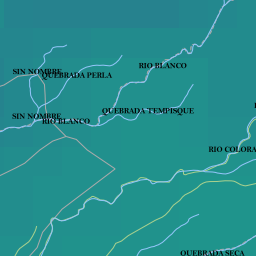 RIO BLANCO
SIN NOMBRE
QUEBRADA PERLA
QUEBRADA TEMPISQUE
SIN NOMBRE
RIO BLANCO
RIO COLORA
QUEBRADA SECA